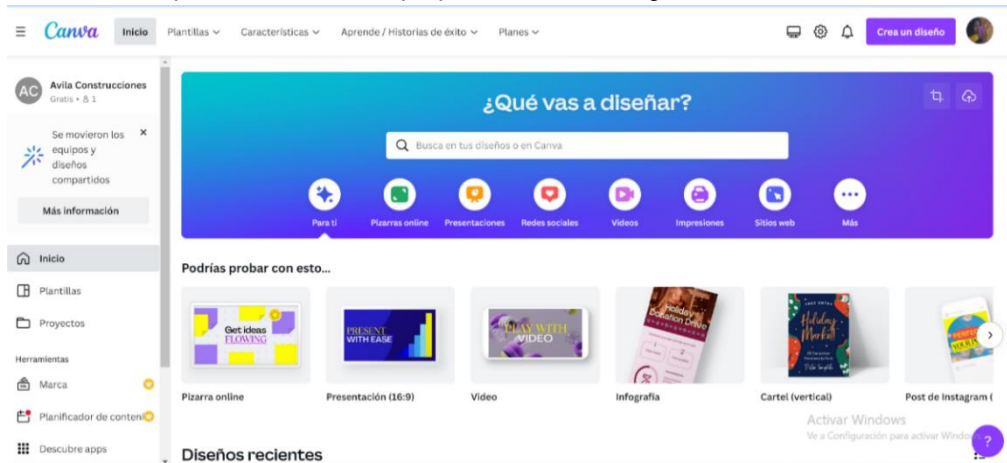 Canva
Inicio
Plantillas
Características
Aprende / Historias de éxito
Planes
Crea un diseño
AC
Avila Construcciones
Gratis • 1
Se movieron los
equipos y
diseños
compartidos
Más información
Inicio
Plantillas
Proyectos
Herramientas
Marca
Planificador de conteni
Descubre apps
¿Qué vas a diseñar?
Busca en tus diseños o en Canva
Para ti
Pizarras online
Presentaciones
Redes sociales
Videos
Impresiones
Sitios web
Más
Podrías probar con esto...
Get ideas
FLOWING
PRESENT
WITH EASE
PLAY WITH
VIDEO
Holiday
Donation Drive
Holiday
Market
Pizarra online
Presentación (16:9)
Video
Infografía
Cartel (vertical)
Post de Instagram (
Diseños recientes
Activar Windows
Ve a Configuración para activar Windo
?